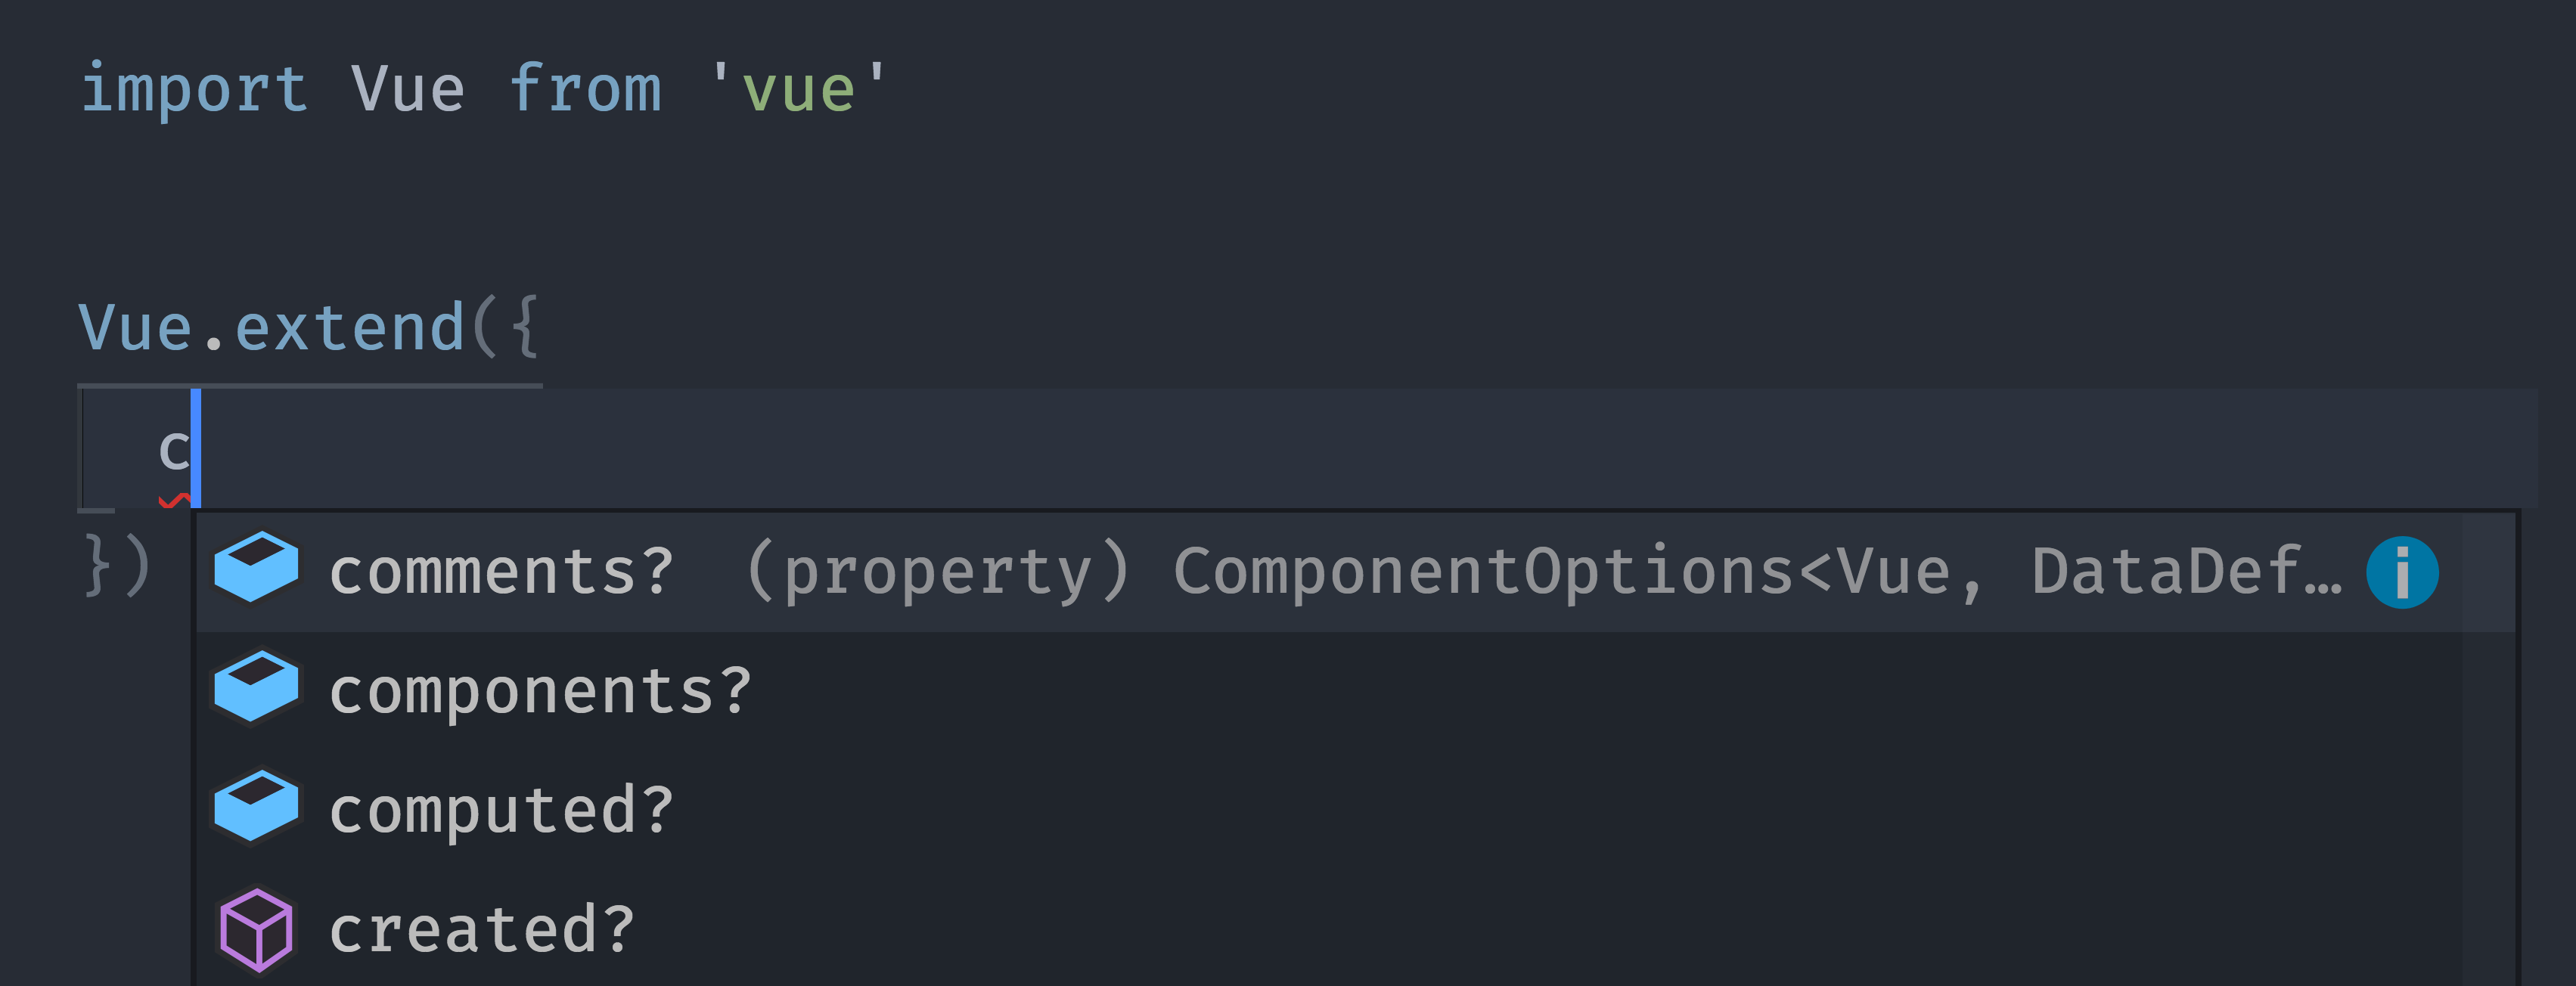 import Vue from 'vue'
Vue.extend({
c
})
comments? (property) ComponentOptions<Vue, DataDef…
components?
computed?
created?